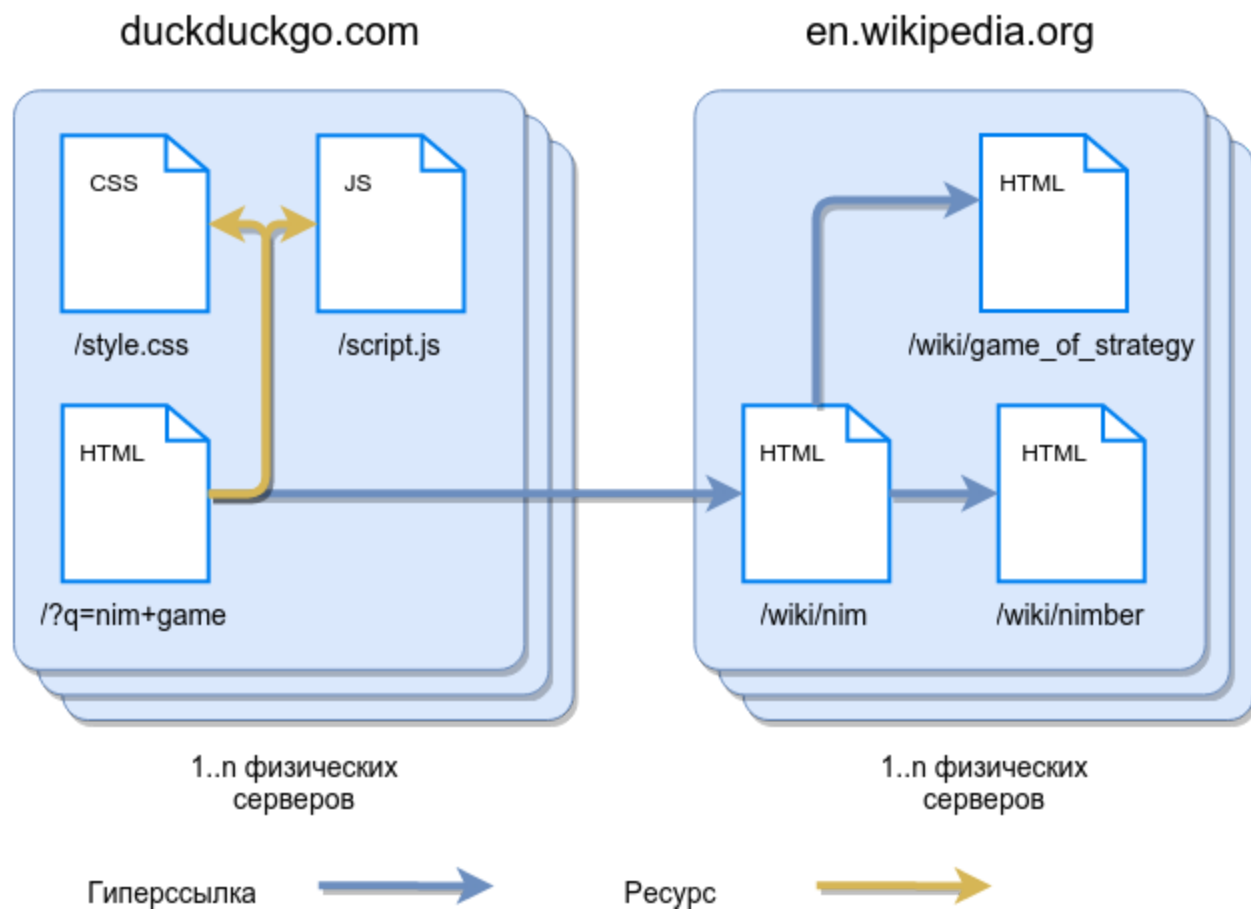 duckduckgo.com
en.wikipedia.org
CSS
JS
HTML
/style.css
/script.js
/wiki/game_of_strategy
HTML
HTML
HTML
/?q=nim+game
/wiki/nim
/wiki/nimber
1..n физических
серверов
1..n физических
серверов
Гиперссылка
Ресурс